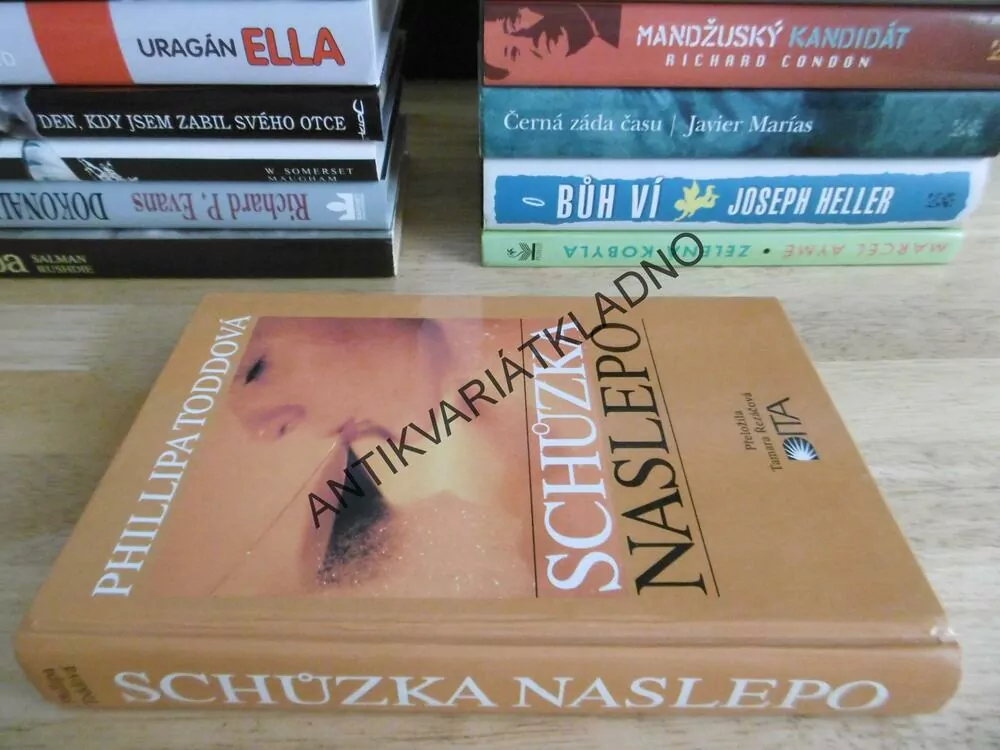 URAGÁN ELLA
DEN, KDY JSEM ZABIL SVÉHO OTCE
W SOMERSET
MAUGHAM
Richard P. Evans
SALMAN
RUSHDIE
MANDŽUSKÝ KANDIDÁT
RICHARD CONDON
Černá záda času | Javier Marías
BŮH VÍ JOSEPH HELLER
MARCEL AYMÉ • ZELENÁ KOBYLA
ANTIKVARIÁTKLADNO
PHILLIPA TODDOVÁ
SCHŮZKA
NASLEPO
Přeložila
Tamara Řezáčová
ITA
SCHŮZKA NASLEPO